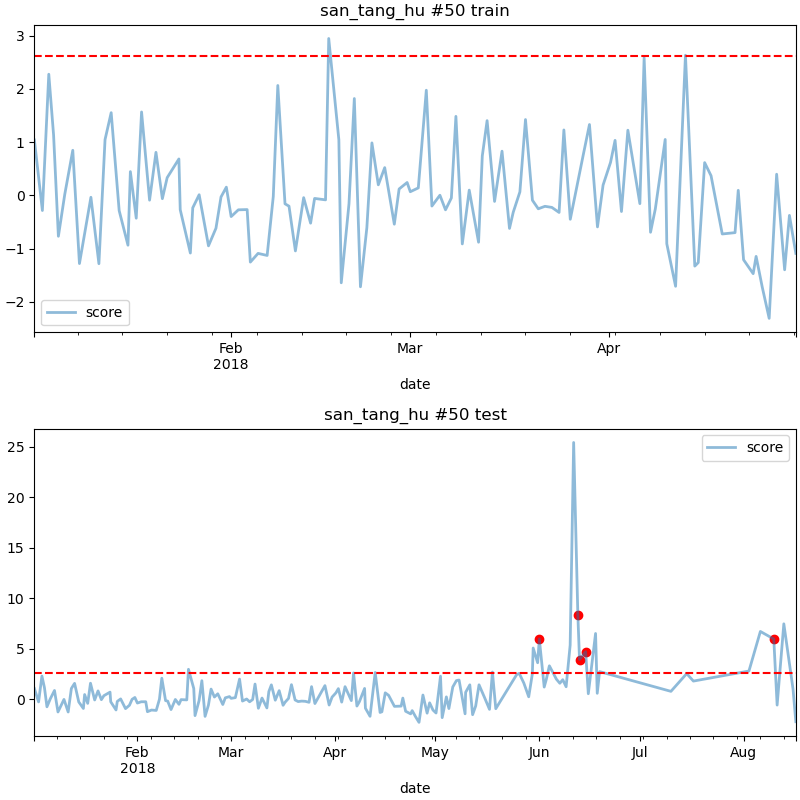 san_tang_hu #50 train
3
2
1
0
−1
−2
score
Feb
2018
Mar
Apr
date
san_tang_hu #50 test
25
20
15
10
5
0
score
Feb
2018
Mar
Apr
May
Jun
Jul
Aug
date